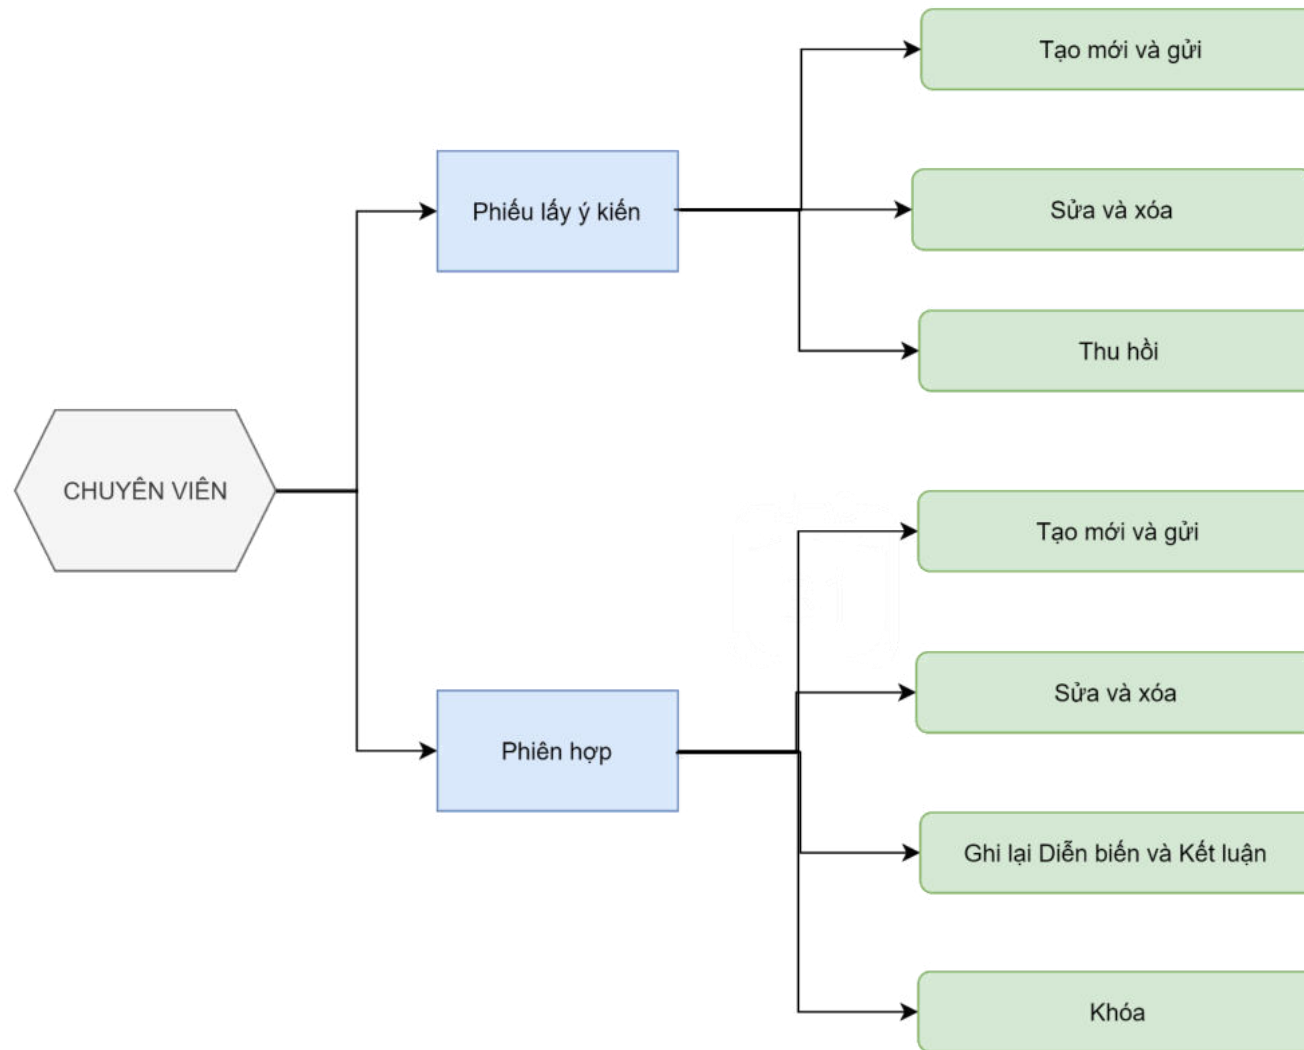 Tạo mới và gửi
Phiếu lấy ý kiến
Sửa và xóa
Thu hồi
CHUYÊN VIÊN
Tạo mới và gửi
Sửa và xóa
Phiên hợp
Ghi lại Diễn biến và Kết luận
Khóa